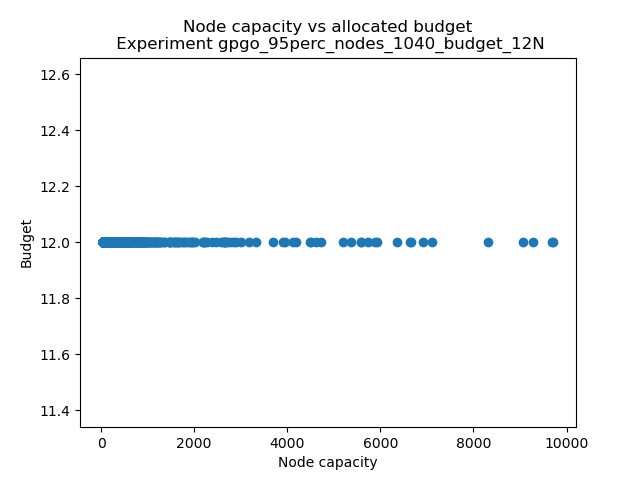 Node capacity vs allocated budget
Experiment gpgo_95perc_nodes_1040_budget_12N
12.6
12.4
12.2
12.0
11.8
11.6
11.4
Budget
0 2000 4000 6000 8000 10000
Node capacity